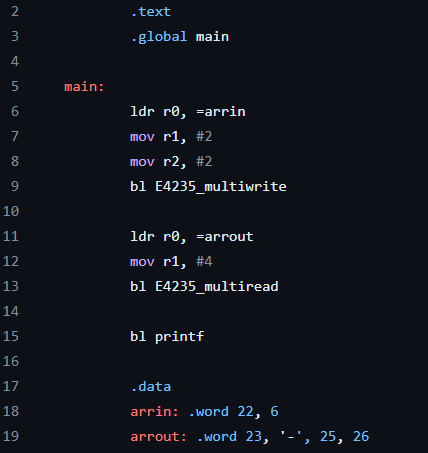 2 .text
3 .global main
4
5 main:
6 ldr r0, =arrin
7 mov r1, #2
8 mov r2, #2
9 bl E4235_multiwrite
10
11 ldr r0, =arrout
12 mov r1, #4
13 bl E4235_multiread
14
15 bl printf
16
17 .data
18 arrin: .word 22, 6
19 arrout: .word 23, '-', 25, 26